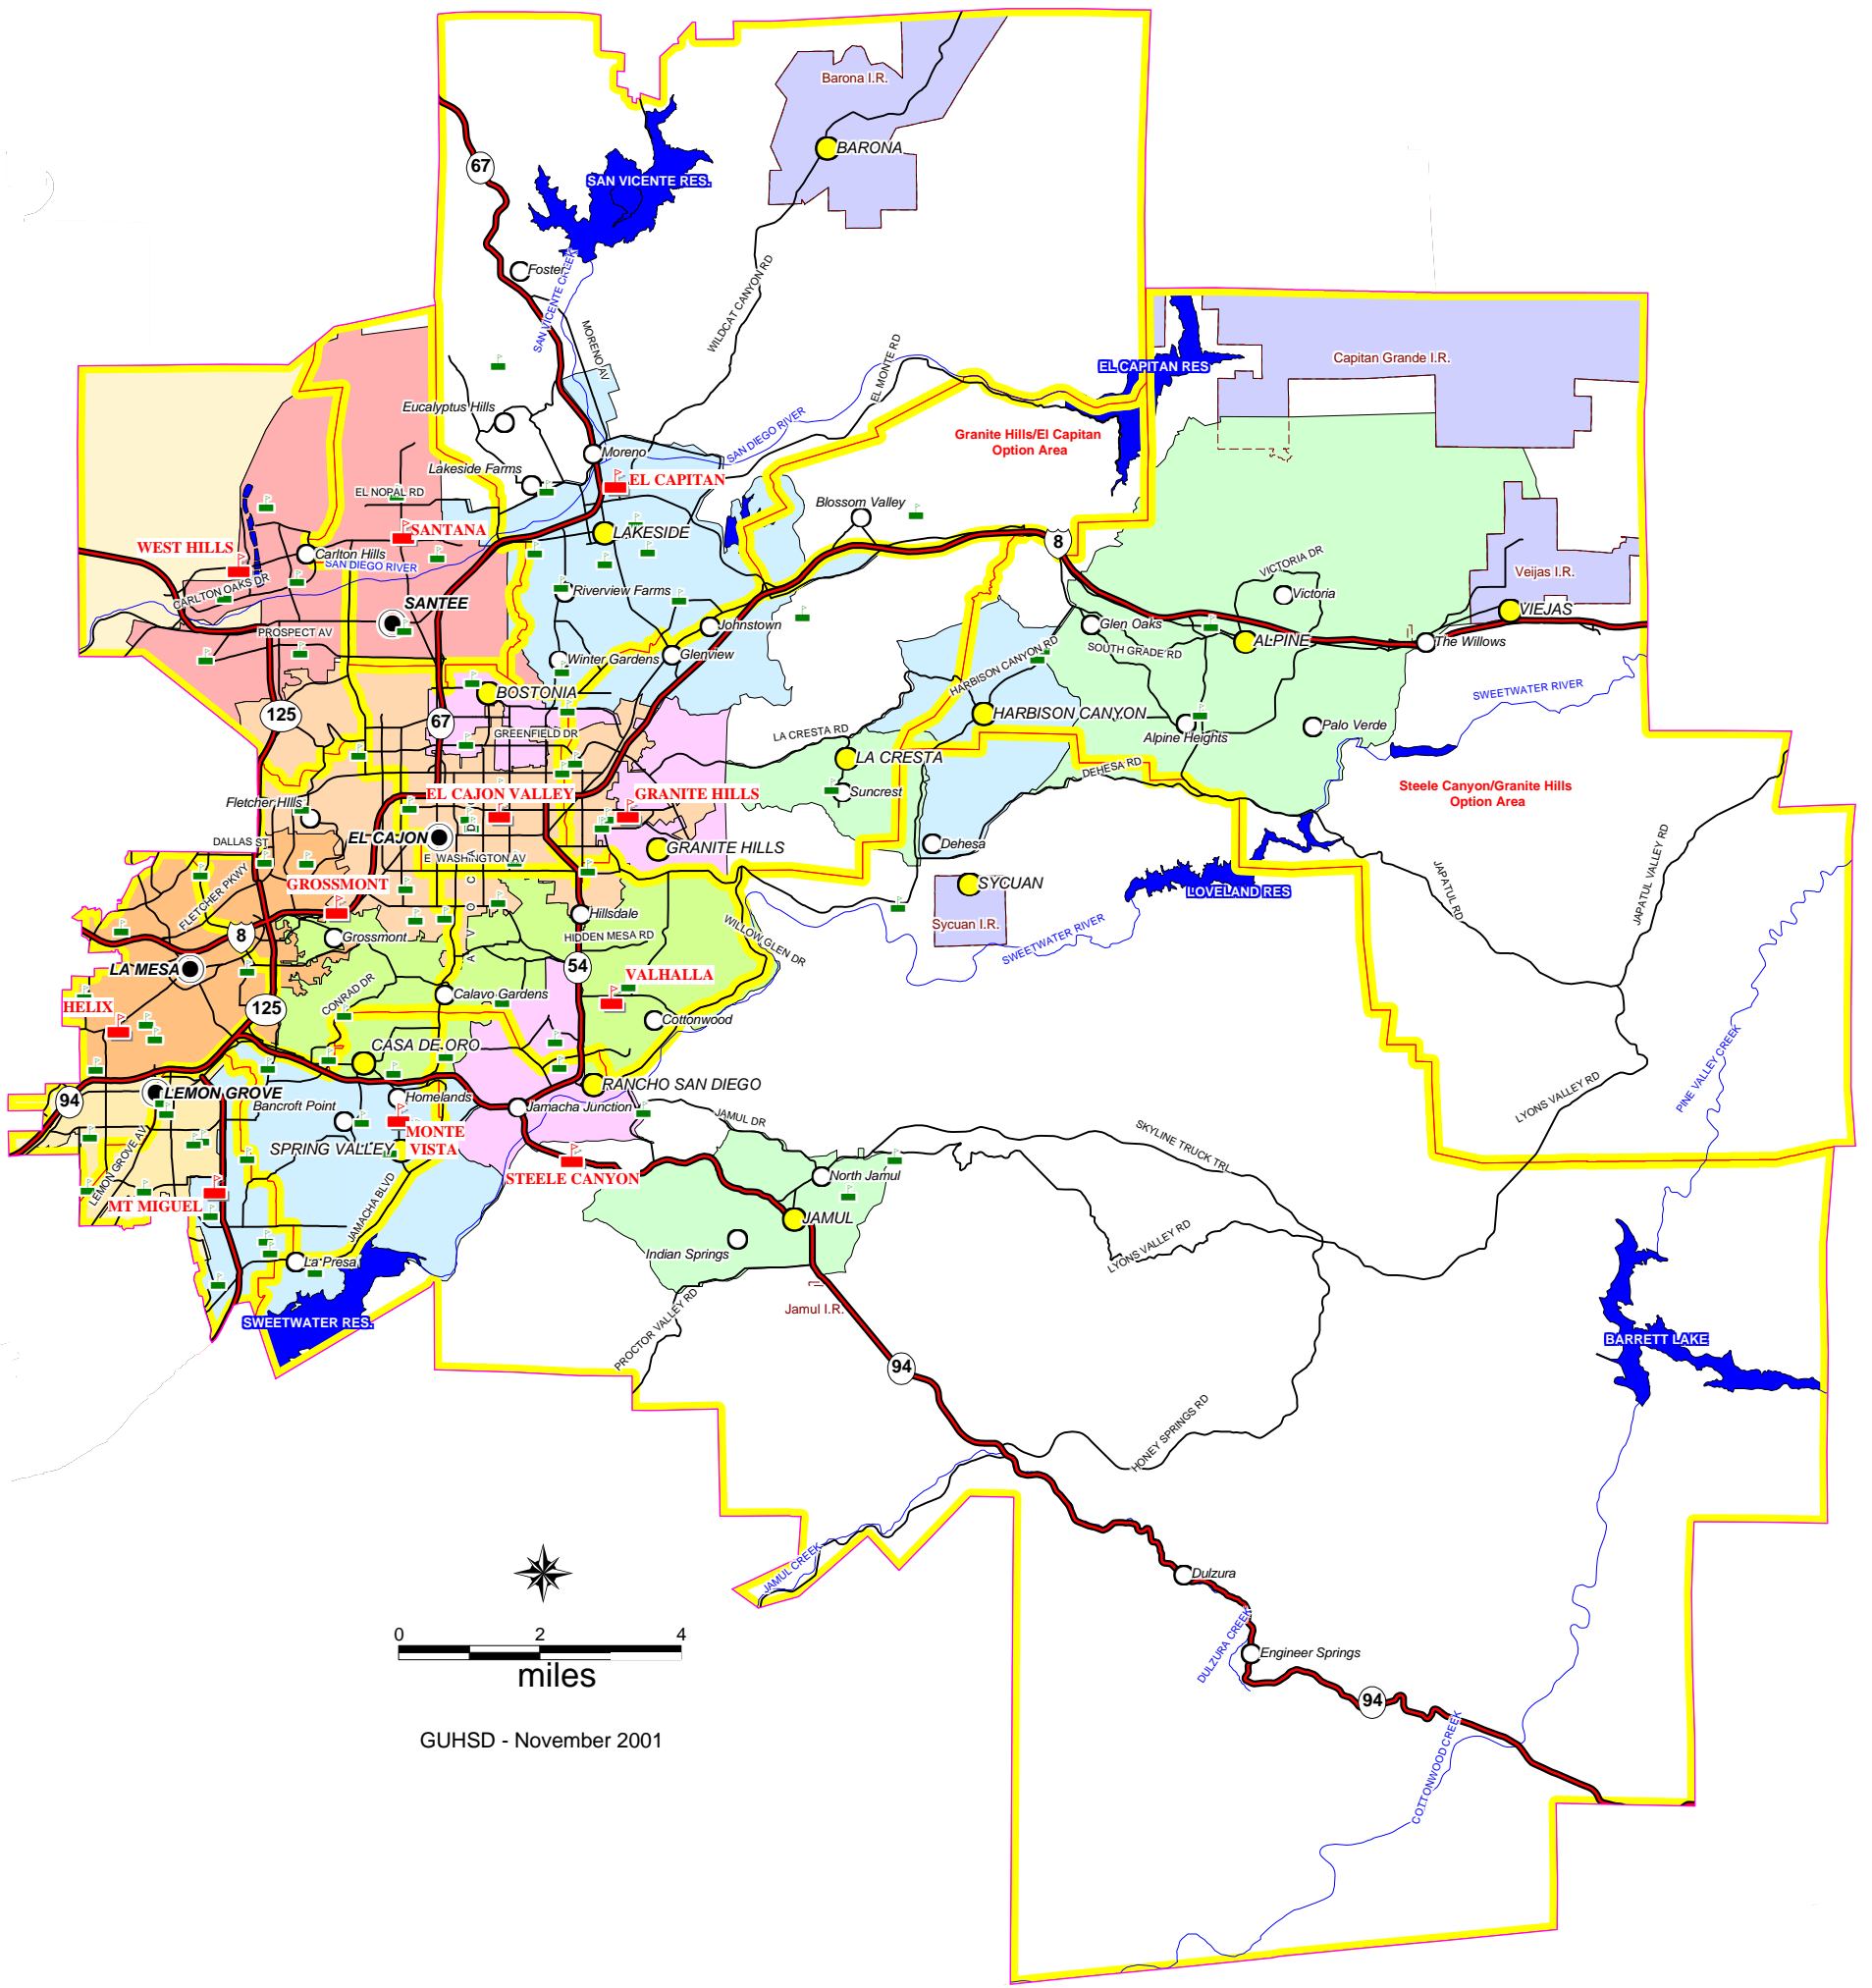 Barona I.R.
BARONA
67
SAN VICENTE RES.
Foster
SAN VICENTE CREEK
MORENO AV
WILDCAT CANYON RD
EL MONTE RD
EL CAPITAN RES
Capitan Grande I.R.
Eucalyptus Hills
Granite Hills/El Capitan
Option Area
SAN DIEGO RIVER
Moreno
Lakeside Farms
EL CAPITAN
EL NOPAL RD
Blossom Valley
SANTANA
LAKESIDE
WEST HILLS
Carlton Hills
SAN DIEGO RIVER
8
VICTORIA DR
Veijas I.R.
CARLTON OAKS DR
Riverview Farms
Victoria
SANTEE
VIEJAS
PROSPECT AV
Johnstown
Glen Oaks
ALPINE
The Willows
Winter Gardens
Glenview
SOUTH GRADE RD
HARBISON CANYON RD
BOSTONIA
SWEETWATER RIVER
125
67
HARBISON CANYON
GREENFIELD DR
LA CRESTA RD
Alpine Heights
Palo Verde
LA CRESTA
DEHESA RD
Steele Canyon/Granite Hills
Option Area
EL CAJON VALLEY
GRANITE HILLS
Suncrest
Fletcher HIlls
EL CAJON
DALLAS ST
GRANITE HILLS
Dehesa
E WASHINGTON AV
AVOCADO
JAPATUL RD
JAPATUL VALLEY RD
FLETCHER PKWY
GROSSMONT
SYCUAN
LOVELAND RES
Hillsdale
Sycuan I.R.
8
Grossmont
HIDDEN MESA RD
WILLOW GLEN DR
SWEETWATER RIVER
LA MESA
54
VALHALLA
CONRAD DR
Calavo Gardens
HELIX
125
Cottonwood
CASA DE ORO
PINE VALLEY CREEK
RANCHO SAN DIEGO
LYONS VALLEY RD
94
LEMON GROVE
Homelands
Bancroft Point
Jamacha Junction
JAMUL DR
MONTE
VISTA
SKYLINE TRUCK TRL
SPRING VALLEY
STEELE CANYON
North Jamul
LEMON GROVE AV
MT MIGUEL
JAMACHA BLVD
JAMUL
Indian Springs
LYONS VALLEY RD
La Presa
Jamul I.R.
SWEETWATER RES.
PROCTOR VALLEY RD
BARRETT LAKE
94
HONEY SPRINGS RD
JAMUL CREEK
Dulzura
DULZURA CREEK
Engineer Springs
94
COTTONWOOD CREEK
0 2 4
miles
GUHSD - November 2001